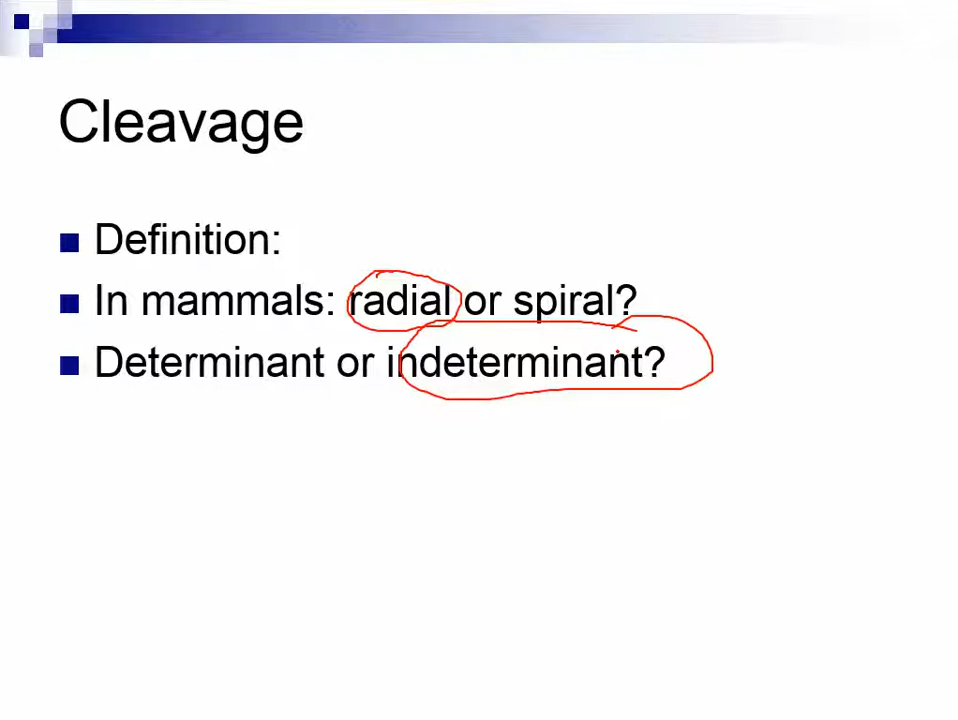 Cleavage
Definition:
In mammals: radial or spiral?
Determinant or indeterminant?